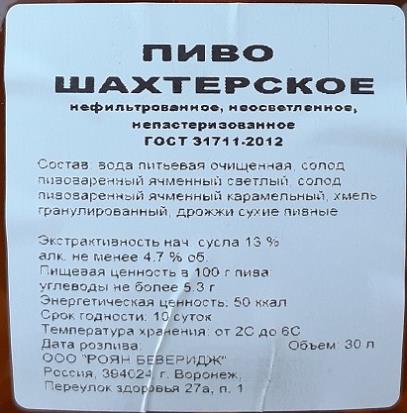 ПИВО
ШАХТЕРСКОЕ
нефильтрованное, неосветленное,
непастеризованное
ГОСТ 31711-2012
Состав: вода питьевая очищенная, солод
пивоваренный ячменный светлый, солод
пивоваренный ячменный карамельный, хмель
гранулированный, дрожжи сухие пивные
Экстрактивность нач. сусла 13 %
алк. не менее 4.7 % об.
Пищевая ценность в 100 г пива:
углеводы не более 5.3 г
Энергетическая ценность: 50 ккал
Срок годности: 10 суток
Температура хранения: от 2С до 6С
Дата розлива: Объем: 30 л
ООО "РОЯН БЕВЕРИДЖ"
Россия, 394024 г. Воронеж,
Переулок здоровья 27а, п. 1